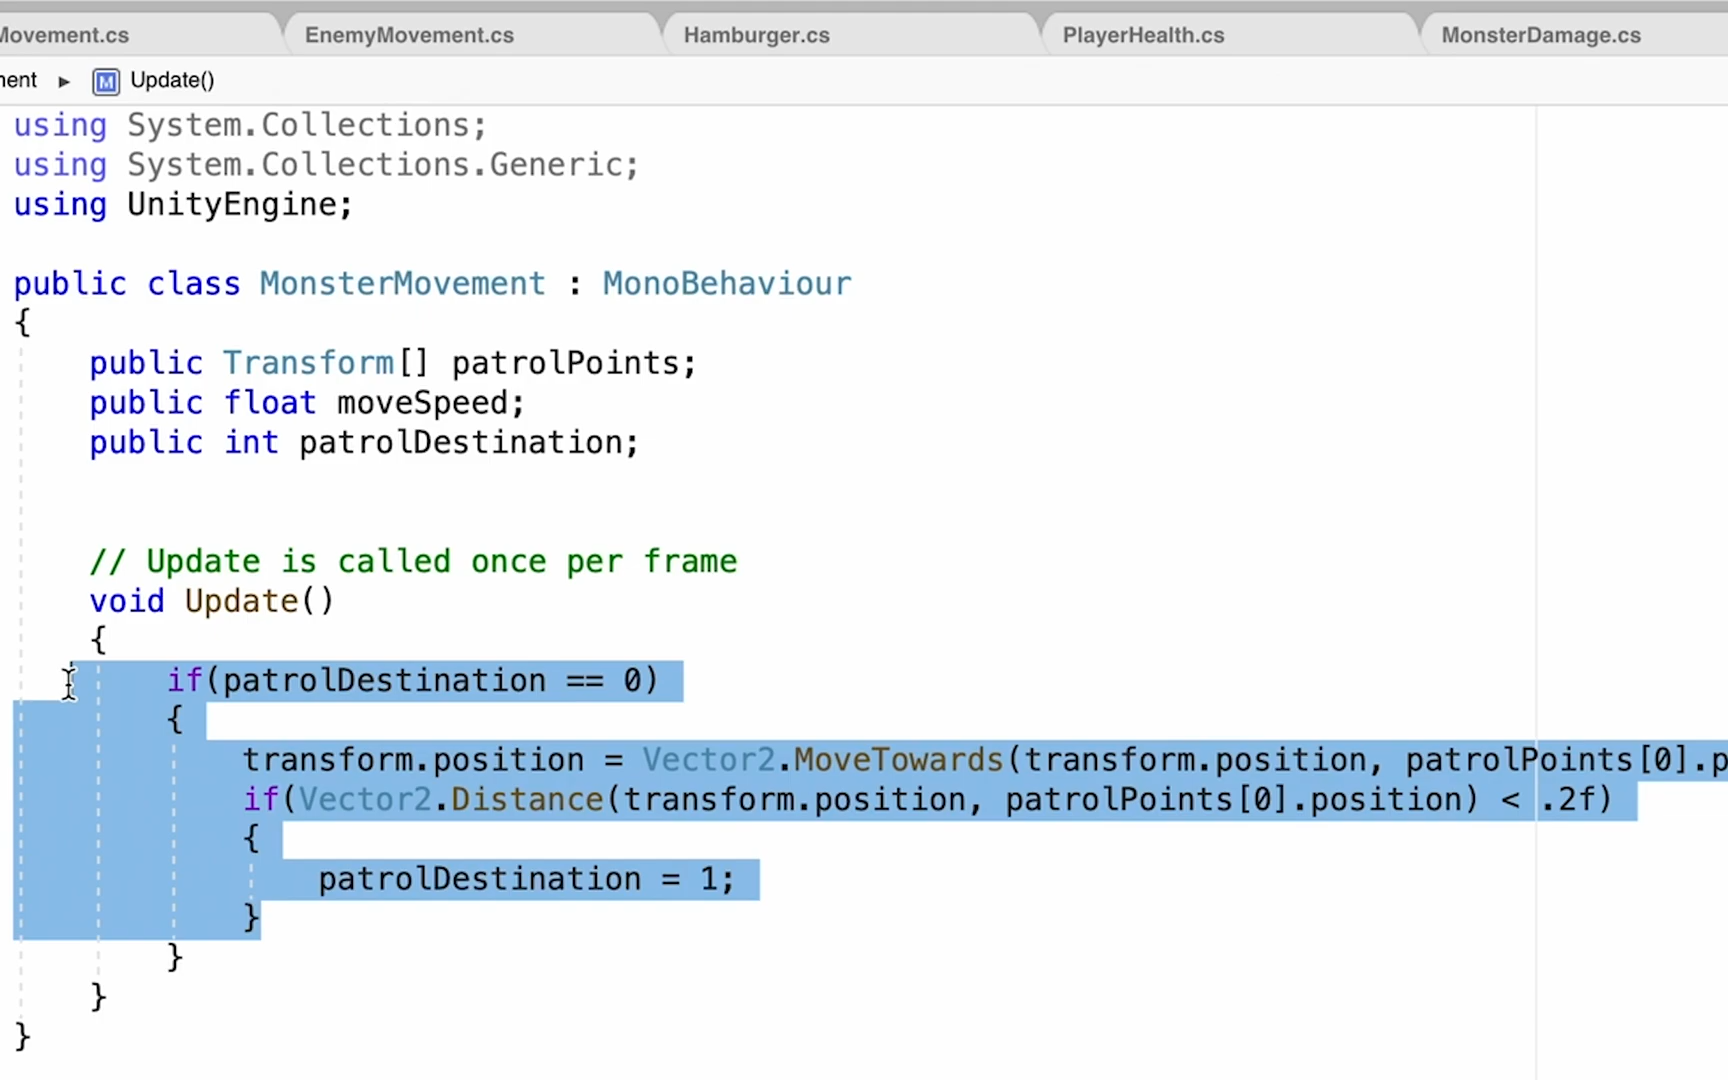 Movement.cs EnemyMovement.cs Hamburger.cs PlayerHealth.cs MonsterDamage.cs
ment ▸ M Update()
using System.Collections;
using System.Collections.Generic;
using UnityEngine;
public class MonsterMovement : MonoBehaviour
{
public Transform[] patrolPoints;
public float moveSpeed;
public int patrolDestination;
// Update is called once per frame
void Update()
{
if(patrolDestination == 0)
{
transform.position = Vector2.MoveTowards(transform.position, patrolPoints[0].p
if(Vector2.Distance(transform.position, patrolPoints[0].position) < .2f)
{
patrolDestination = 1;
}
}
}
}